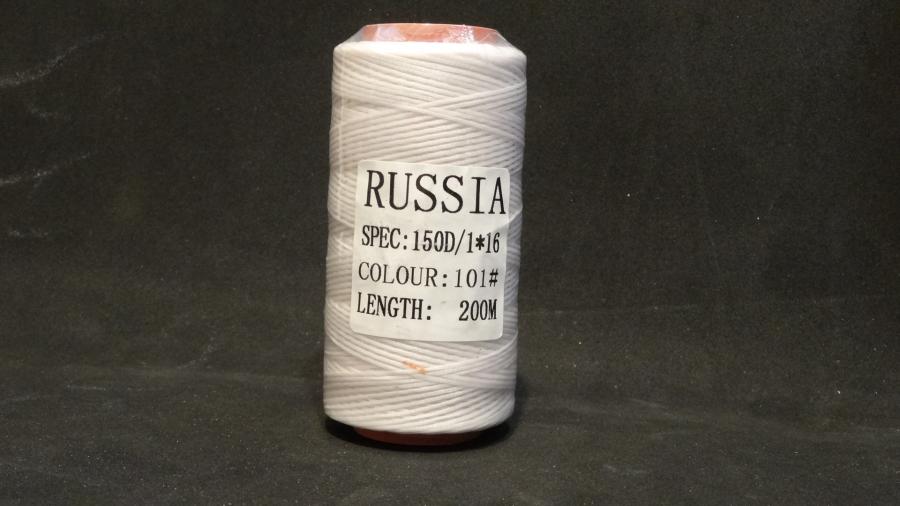 RUSSIA
SPEC:150D/1*16
COLOUR:101#
LENGTH: 200M